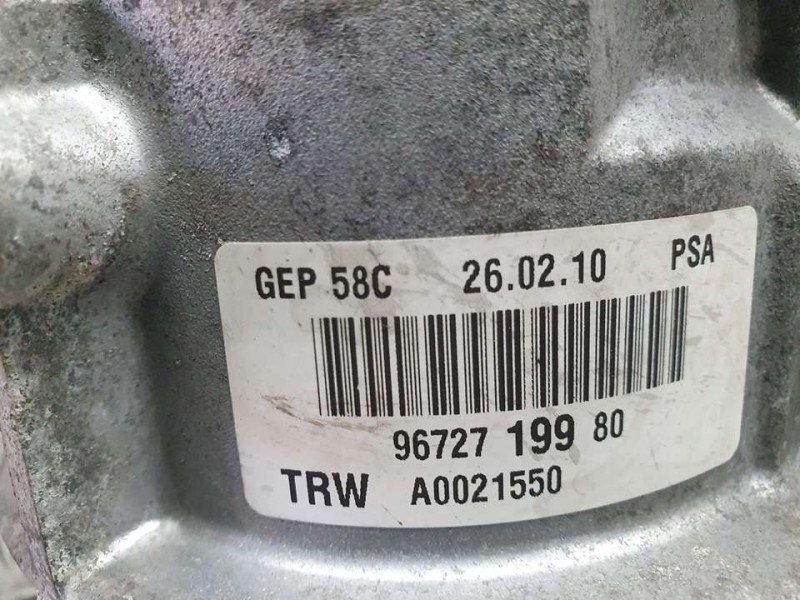 GEP 58C 26.02.10 PSA
96727 199 80
TRW A0021550